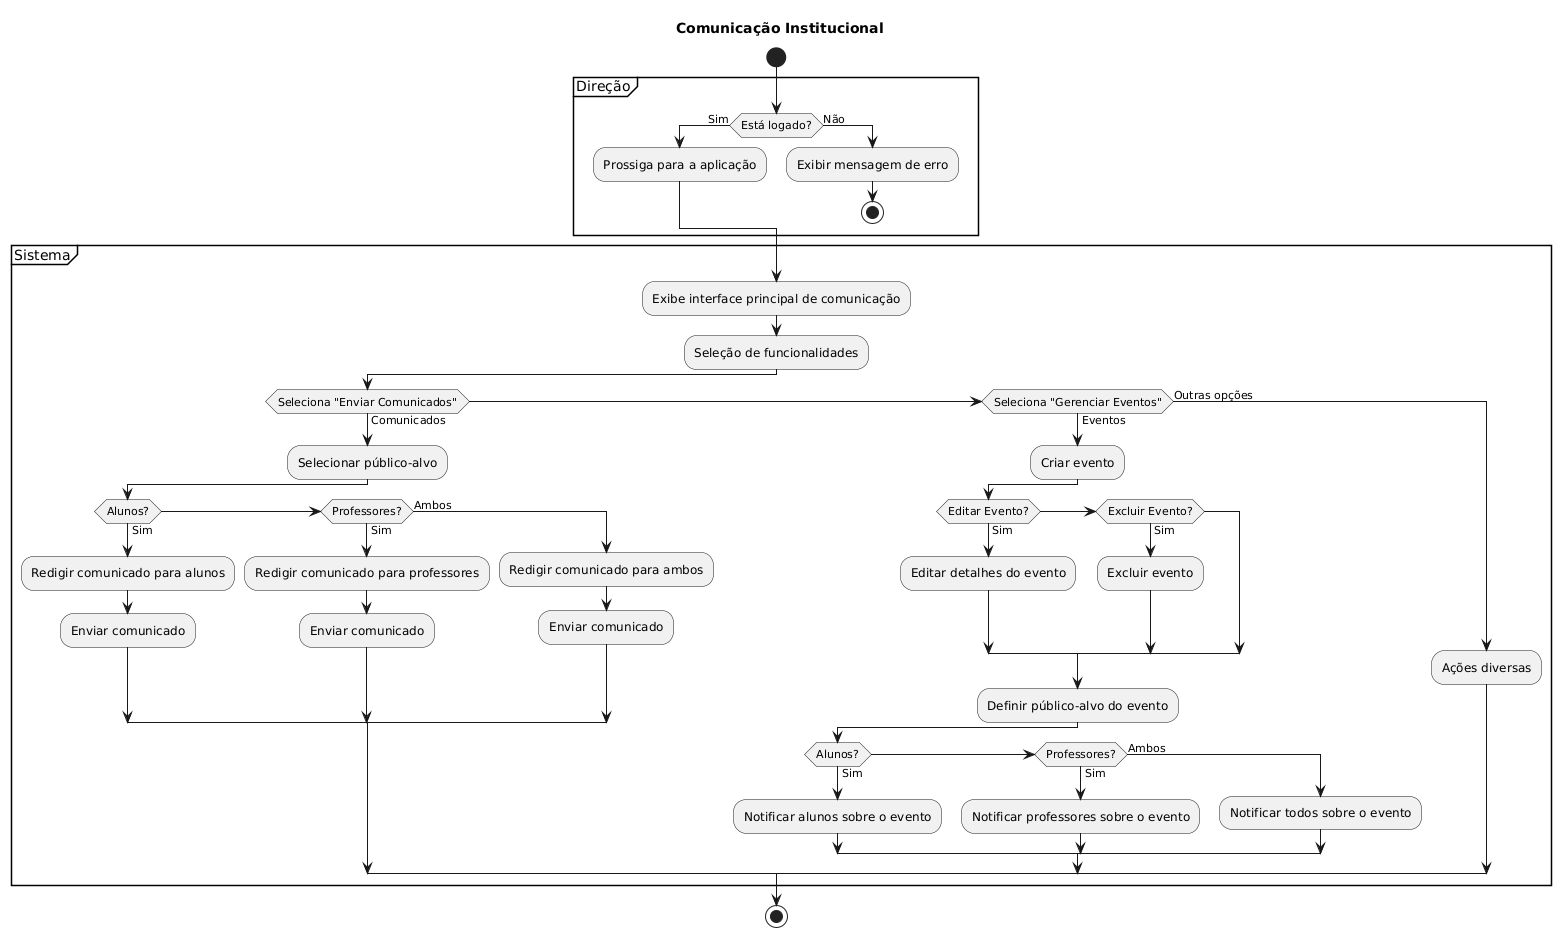 Comunicação Institucional
Direção
Está logado?
Sim
Não
Prossiga para a aplicação
Exibir mensagem de erro
Sistema
Exibe interface principal de comunicação
Seleção de funcionalidades
Seleciona "Enviar Comunicados"
Comunicados
Seleciona "Gerenciar Eventos"
Eventos
Outras opções
Selecionar público-alvo
Alunos?
Sim
Professores?
Sim
Ambos
Redigir comunicado para alunos
Redigir comunicado para professores
Redigir comunicado para ambos
Enviar comunicado
Enviar comunicado
Enviar comunicado
Criar evento
Editar Evento?
Sim
Excluir Evento?
Sim
Editar detalhes do evento
Excluir evento
Ações diversas
Definir público-alvo do evento
Alunos?
Sim
Professores?
Sim
Ambos
Notificar alunos sobre o evento
Notificar professores sobre o evento
Notificar todos sobre o evento